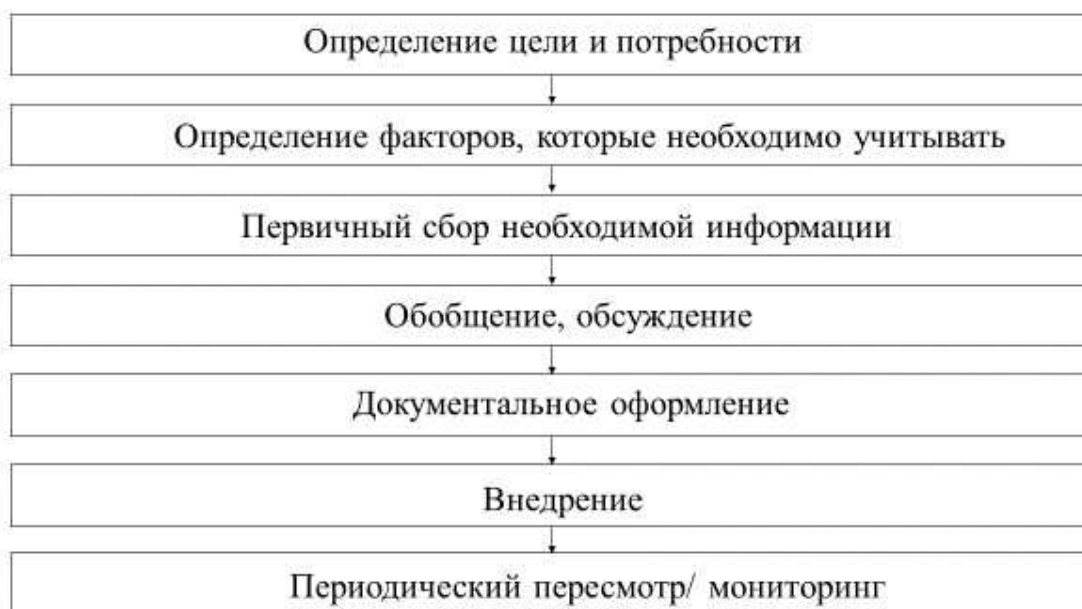 Определение цели и потребности
Определение факторов, которые необходимо учитывать
Первичный сбор необходимой информации
Обобщение, обсуждение
Документальное оформление
Внедрение
Периодический пересмотр/ мониторинг